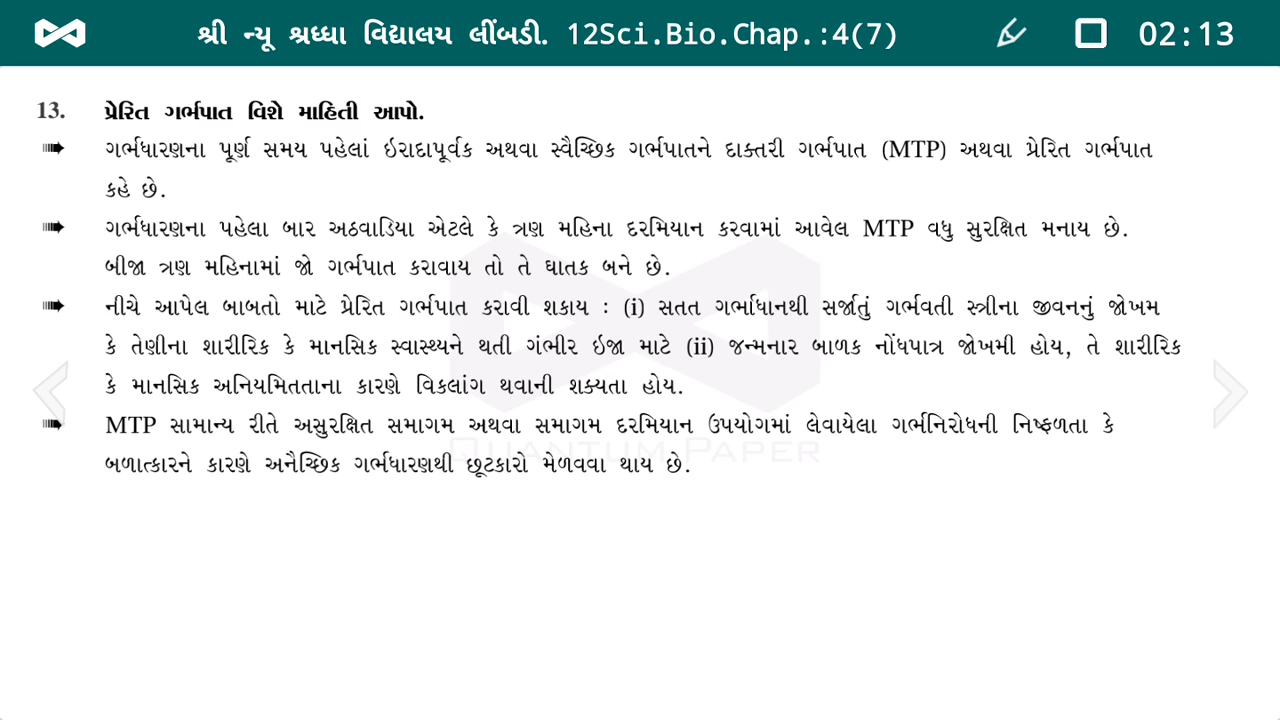 શ્રી ન્યૂ શ્રધ્ધા વિદ્યાલય લીંબડી. 12Sci.Bio.Chap.:4(7) 02:13
13. પ્રેરિત ગર્ભપાત વિશે માહિતી આપો.
ગર્ભધારણના પૂર્ણ સમય પહેલાં ઇરાદાપૂર્વક અથવા સ્વૈચ્છિક ગર્ભપાતને દાક્તરી ગર્ભપાત (MTP) અથવા પ્રેરિત ગર્ભપાત
કહે છે.
ગર્ભધારણના પહેલા બાર અઠવાડિયા એટલે કે ત્રણ મહિના દરમિયાન કરવામાં આવેલ MTP વધુ સુરક્ષિત મનાય છે.
બીજા ત્રણ મહિનામાં જો ગર્ભપાત કરાવાય તો તે ઘાતક બને છે.
નીચે આપેલ બાબતો માટે પ્રેરિત ગર્ભપાત કરાવી શકાય : (i) સતત ગર્ભાધાનથી સર્જાતું ગર્ભવતી સ્ત્રીના જીવનનું જોખમ
કે તેણીના શારીરિક કે માનસિક સ્વાસ્થ્યને થતી ગંભીર ઇજા માટે (ii) જન્મનાર બાળક નોંધપાત્ર જોખમી હોય, તે શારીરિક
કે માનસિક અનિયમિતતાના કારણે વિકલાંગ થવાની શક્યતા હોય.
MTP સામાન્ય રીતે અસુરક્ષિત સમાગમ અથવા સમાગમ દરમિયાન ઉપયોગમાં લેવાયેલા ગર્ભનિરોધની નિષ્ફળતા કે
QUANTUM PAPER
બળાત્કારને કારણે અનૈચ્છિક ગર્ભધારણથી છૂટકારો મેળવવા થાય છે.